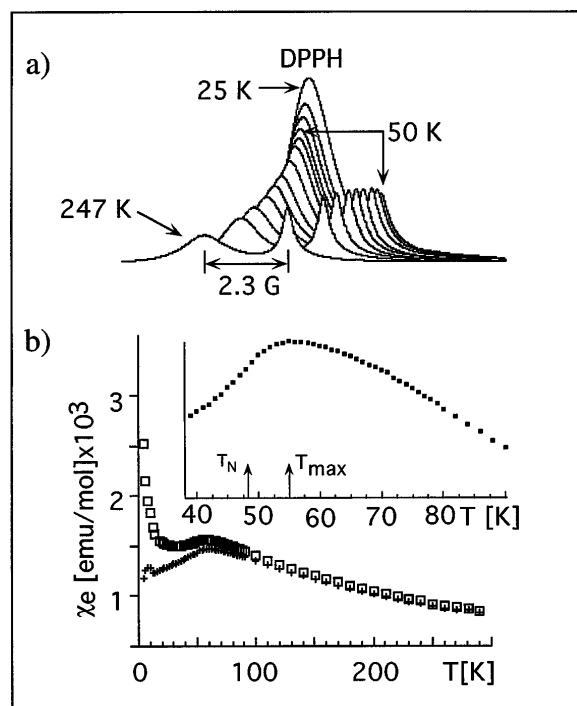 a)
DPPH
25 K
50 K
247 K
2.3 G
b)
χe [emu/mol]x10³
3
2
1
T_N
T_max
40 50 60 70 80 T [K]
0 100 200 T[K]